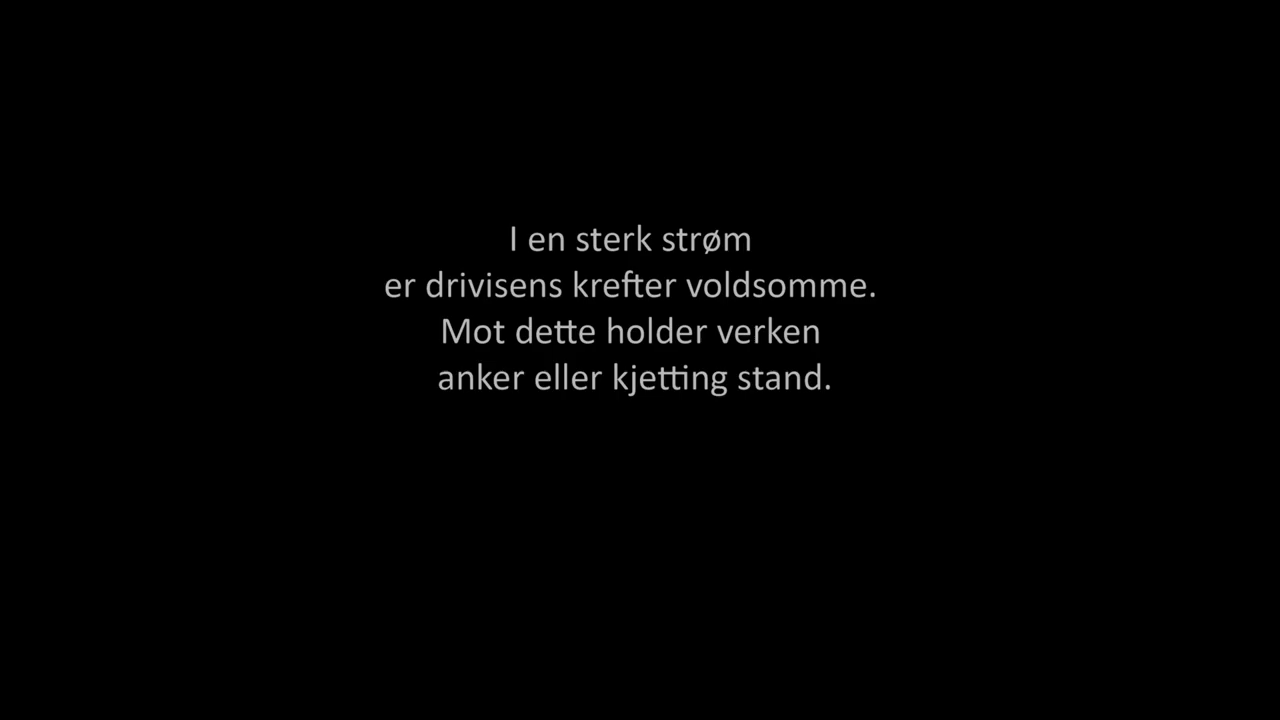 I en sterk strøm
er drivisens krefter voldsomme.
Mot dette holder verken
anker eller kjetting stand.